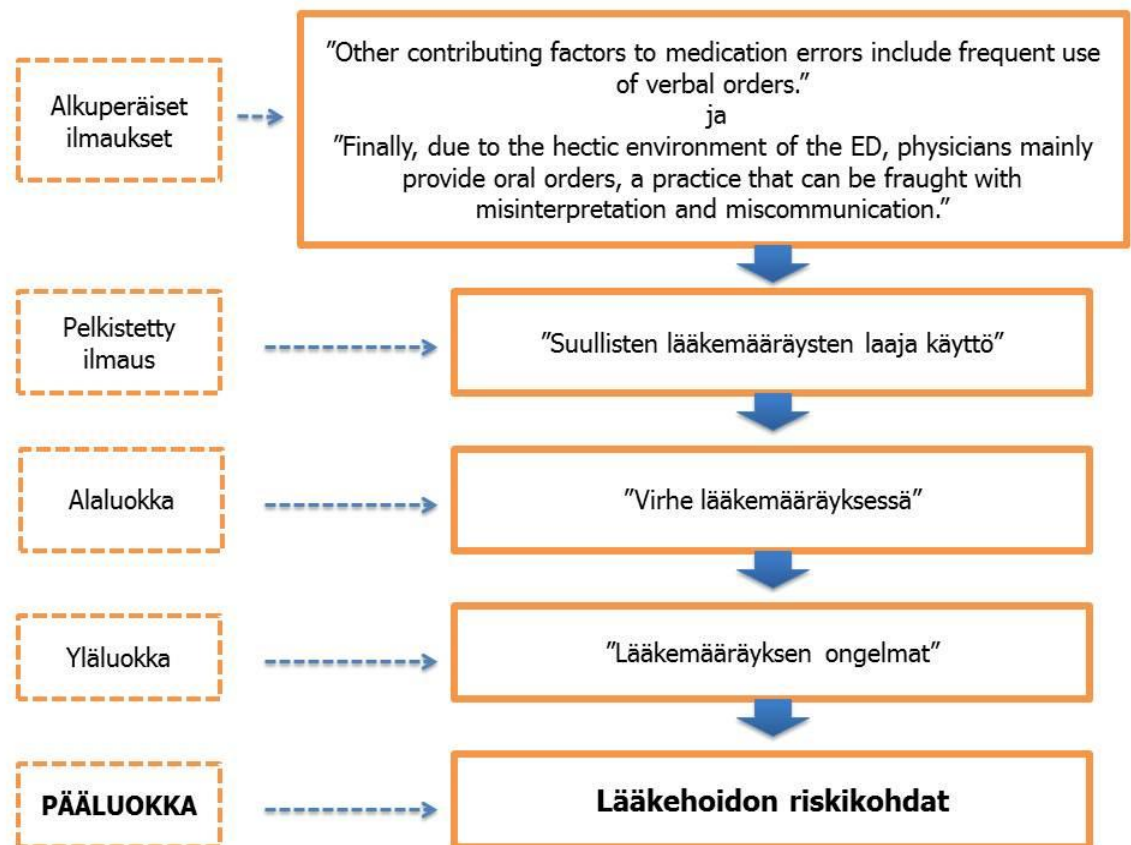 Alkuperäiset
ilmaukset
”Other contributing factors to medication errors include frequent use
of verbal orders.”
ja
”Finally, due to the hectic environment of the ED, physicians mainly
provide oral orders, a practice that can be fraught with
misinterpretation and miscommunication.”
Pelkistetty
ilmaus
”Suullisten lääkemääräysten laaja käyttö”
Alaluokka
”Virhe lääkemääräyksessä”
Yläluokka
”Lääkemääräyksen ongelmat”
PÄÄLUOKKA
Lääkehoidon riskikohdat